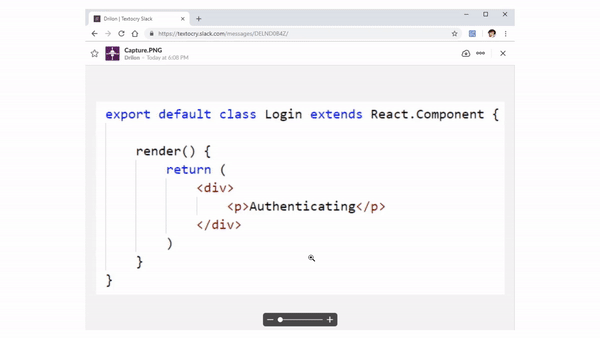 Drilon | Textocry Slack
https://textocry.slack.com/messages/DELND0B4Z/
Capture.PNG
Drilon - Today at 6:08 PM
export default class Login extends React.Component {
render() {
return (
<div>
<p>Authenticating</p>
</div>
)
}
}